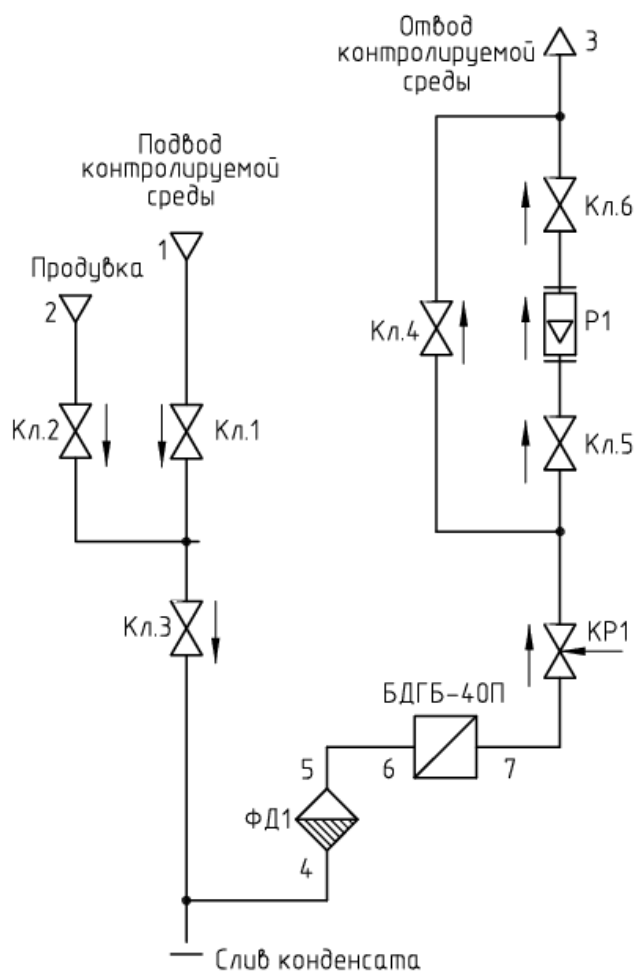 Отвод
контролируемой
среды
3
Подвод
контролируемой
среды
1
Продувка
2
Кл.6
Р1
Кл.4
Кл.5
Кл.2
Кл.1
Кл.3
КР1
БДГБ-40П
5
6
7
ФД1
4
Слив конденсата